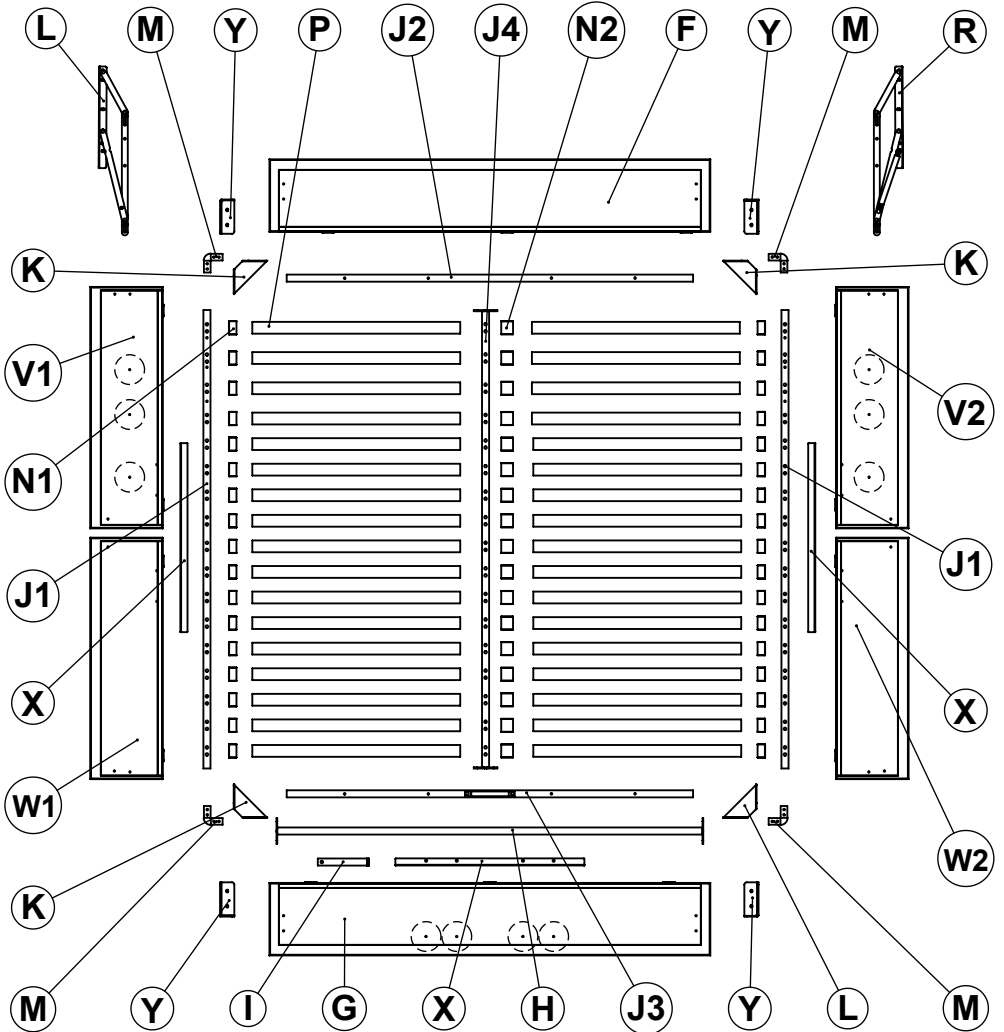 L M Y P J2 J4 N2 F Y M R
K K
V1 V2
N1
J1 J1
X X
W1 W2
K
M Y I G X H J3 Y L M